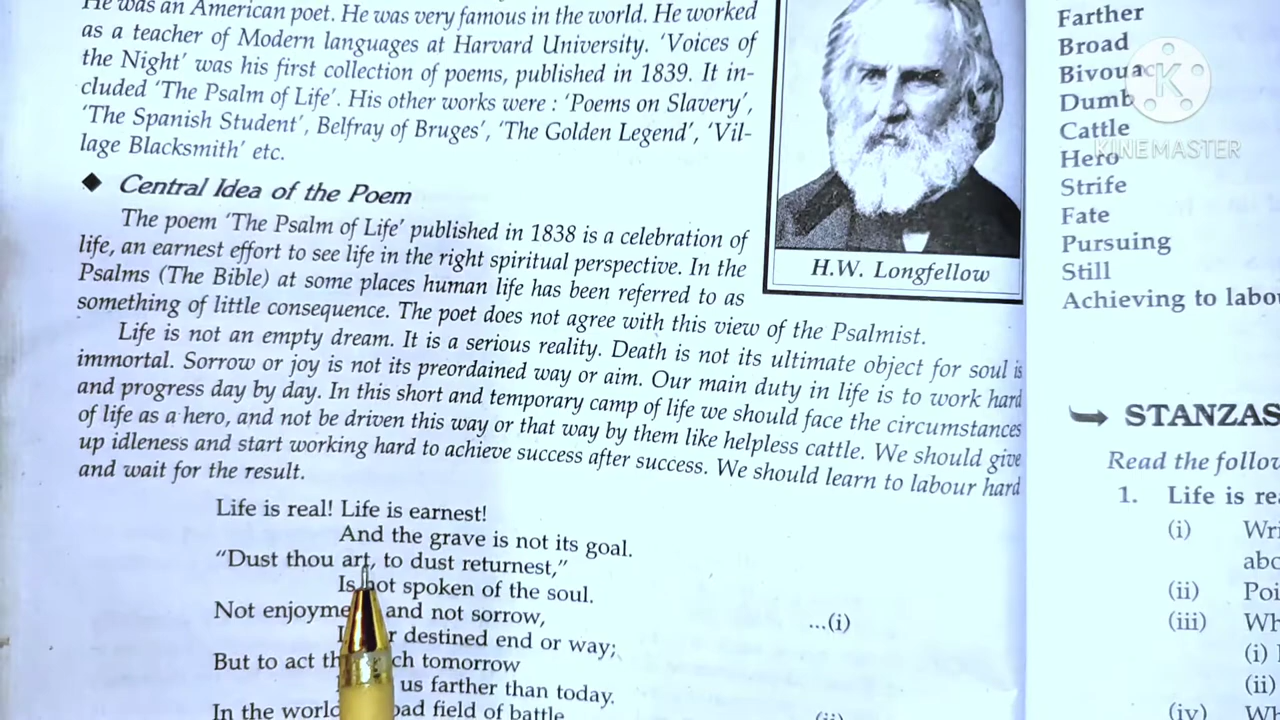 He was an American poet. He was very famous in the world. He worked
as a teacher of Modern languages at Harvard University. 'Voices of
the Night' was his first collection of poems, published in 1839. It in-
cluded 'The Psalm of Life'. His other works were : 'Poems on Slavery',
'The Spanish Student', Belfray of Bruges', 'The Golden Legend', 'Vil-
lage Blacksmith' etc.
H.W. Longfellow
◆ Central Idea of the Poem
The poem 'The Psalm of Life' published in 1838 is a celebration of
life, an earnest effort to see life in the right spiritual perspective. In the
Psalms (The Bible) at some places human life has been referred to as
something of little consequence. The poet does not agree with this view of the Psalmist.
Life is not an empty dream. It is a serious reality. Death is not its ultimate object for soul is
immortal. Sorrow or joy is not its preordained way or aim. Our main duty in life is to work hard
and progress day by day. In this short and temporary camp of life we should face the circumstances
of life as a hero, and not be driven this way or that way by them like helpless cattle. We should give
up idleness and start working hard to achieve success after success. We should learn to labour hard
and wait for the result.
Life is real! Life is earnest!
And the grave is not its goal.
"Dust thou art, to dust returnest,"
Is not spoken of the soul.
Not and not sorrow,
...(i)
destined end or way;
But to act tomorrow
us farther than today.
In the field of battle
(ii)
Farther
Broad
Bivouac
Dumb
Cattle
Hero
Strife
Fate
Pursuing
Still
Achieving to
KINEMASTER
K
➥ STANZAS
Read the
1. Life is
(i)
(ii)
(iii)
(i)
(ii)
(iv)